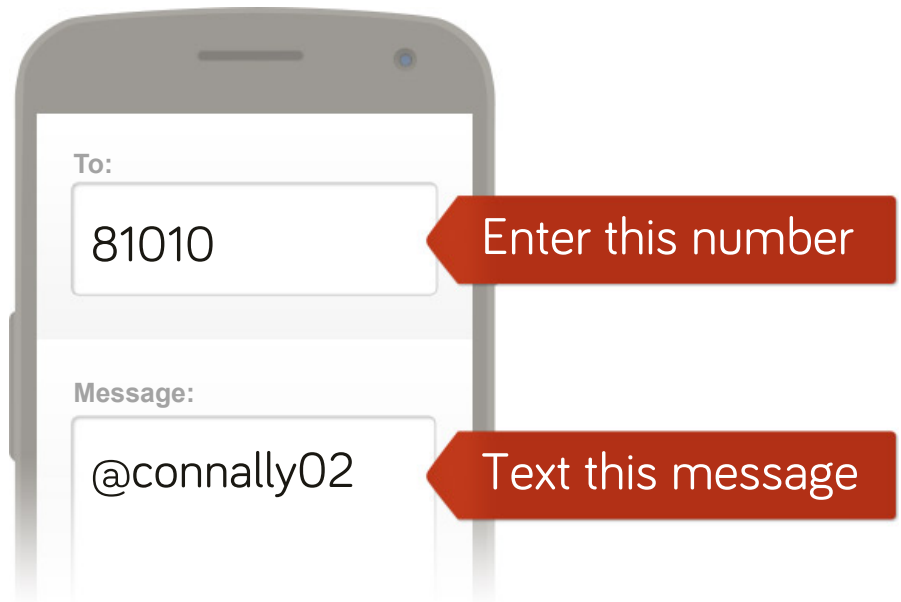 To:
81010
Enter this number
Message:
@connally02
Text this message